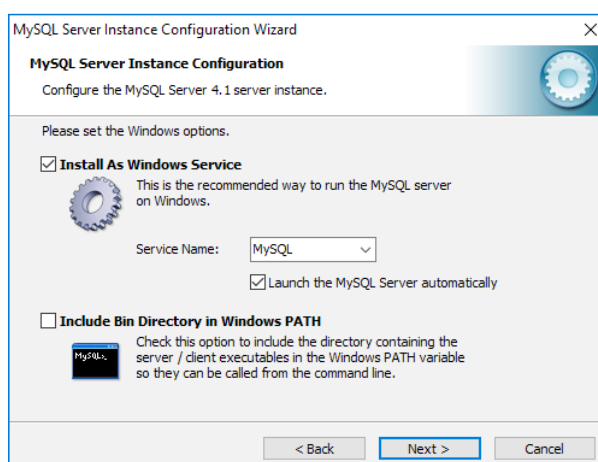 MySQL Server Instance Configuration Wizard
MySQL Server Instance Configuration
Configure the MySQL Server 4.1 server instance.
Please set the Windows options.
Install As Windows Service
This is the recommended way to run the MySQL server
on Windows.
Service Name: MySQL
Launch the MySQL Server automatically
Include Bin Directory in Windows PATH
Check this option to include the directory containing the
server / client executables in the Windows PATH variable
so they can be called from the command line.
MySQL>_
< Back Next > Cancel